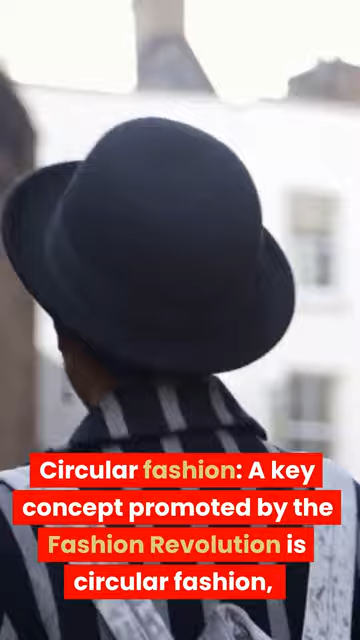 Circular fashion: A key
concept promoted by the
Fashion Revolution is
circular fashion,